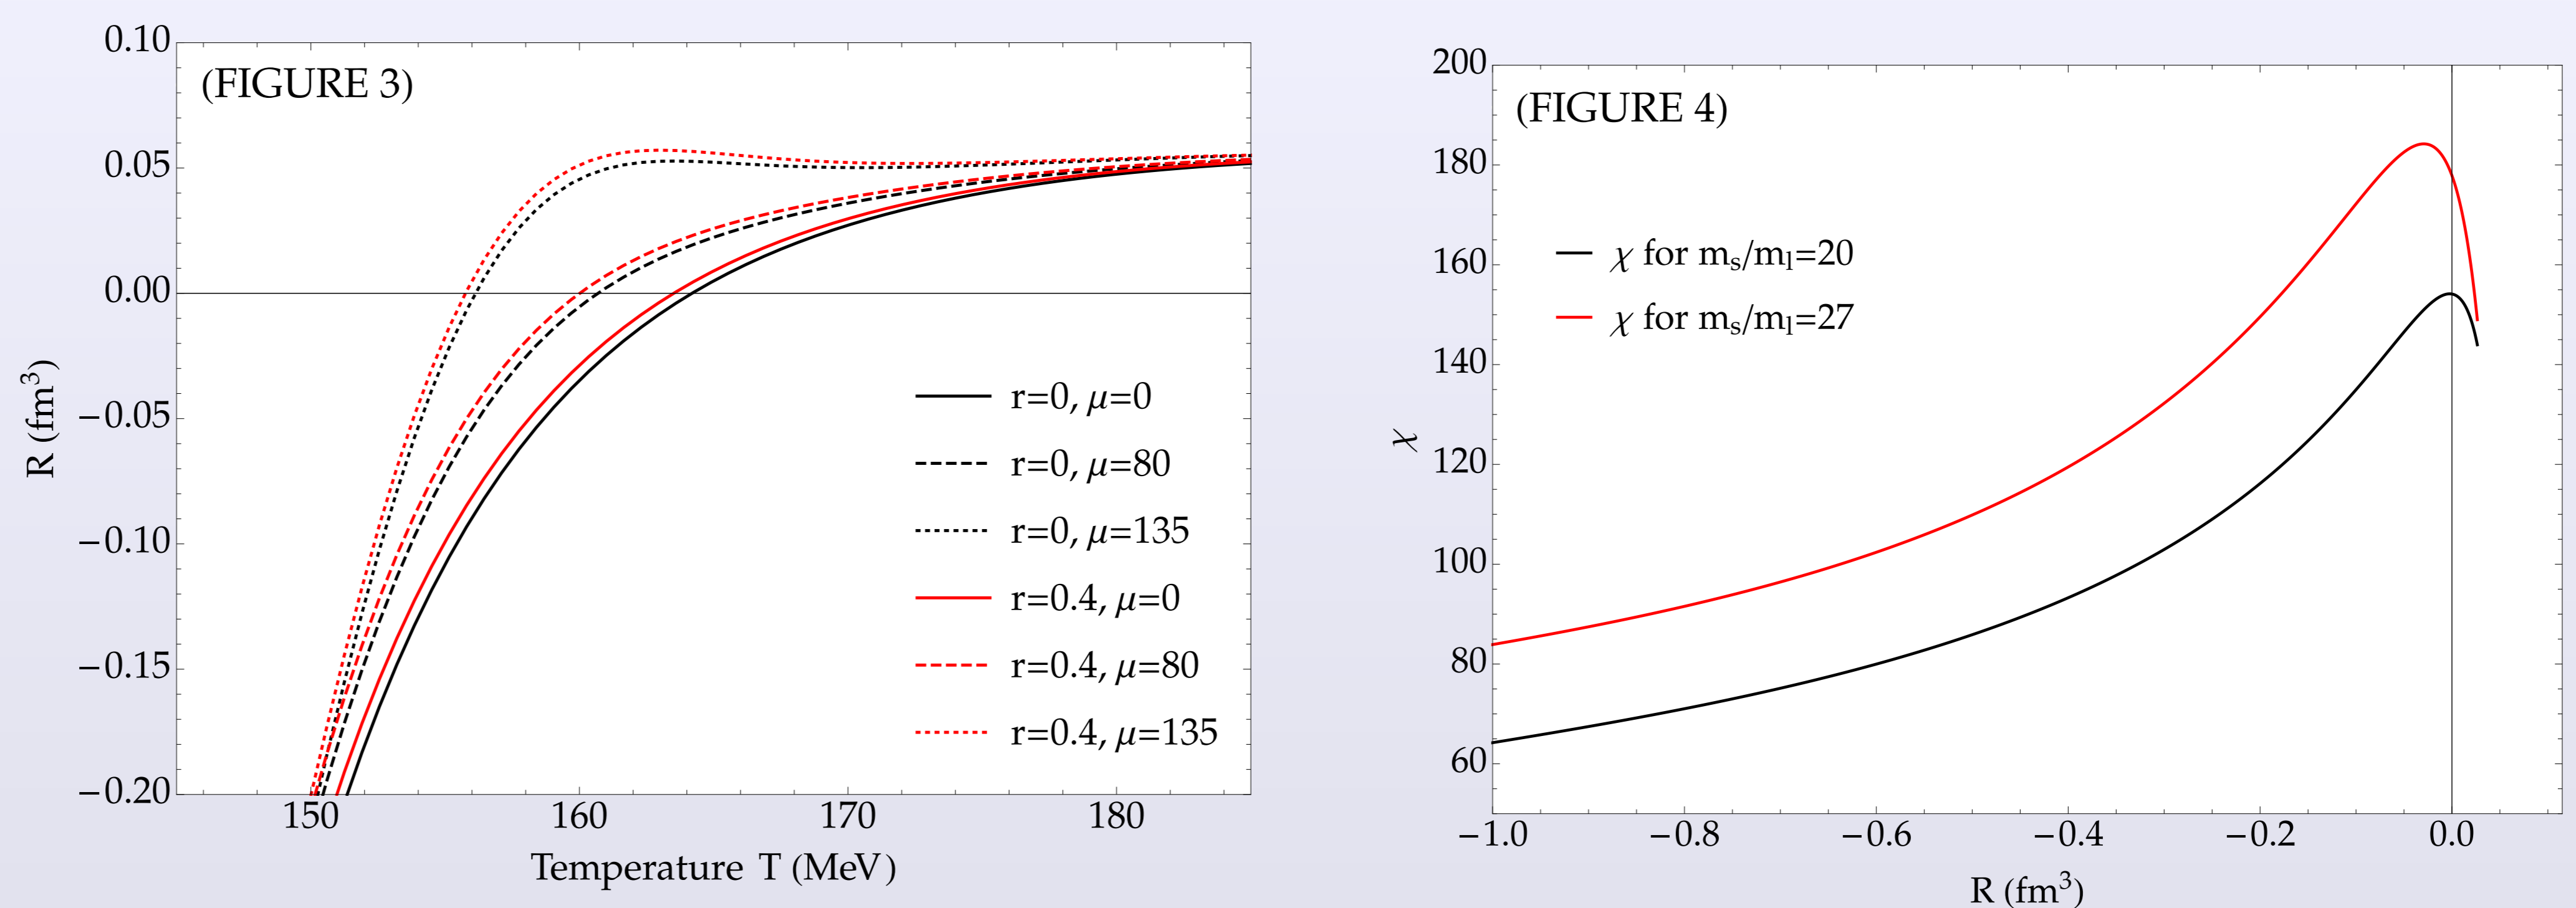 (FIGURE 3)
R (fm³)
0.10
0.05
0.00
−0.05
−0.10
−0.15
−0.20
r=0, μ=0
r=0, μ=80
r=0, μ=135
r=0.4, μ=0
r=0.4, μ=80
r=0.4, μ=135
150 160 170 180
Temperature T (MeV)
(FIGURE 4)
χ
200
180
160
140
120
100
80
60
χ for mₛ/mₗ=20
χ for mₛ/mₗ=27
−1.0 −0.8 −0.6 −0.4 −0.2 0.0
R (fm³)